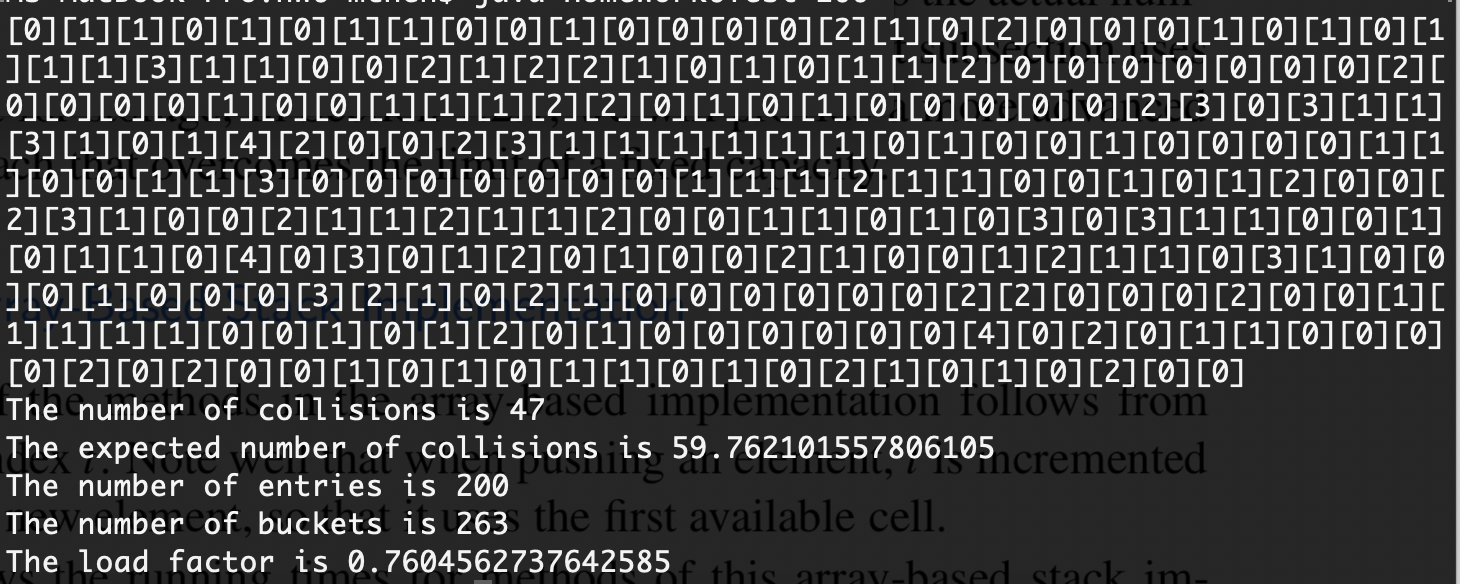 [0][1][1][0][1][0][1][1][0][0][1][0][0][0][0][2][1][0][2][0][0][0][1][0][1][0][1
][1][1][3][1][1][0][0][2][1][2][2][1][0][1][0][1][1][2][0][0][0][0][0][0][0][2][
0][0][0][0][1][0][0][1][1][1][2][2][0][1][0][1][0][0][0][0][0][2][3][0][3][1][1]
[3][1][0][1][4][2][0][0][2][3][1][1][1][1][1][1][0][1][0][0][1][0][0][0][0][1][1
][0][0][1][1][3][0][0][0][0][0][0][0][1][1][1][2][1][1][0][0][1][0][1][2][0][0][
2][3][1][0][0][2][1][1][2][1][1][2][0][0][1][1][0][1][0][3][0][3][1][1][0][0][1]
[0][1][1][0][4][0][3][0][1][2][0][1][0][0][2][1][0][0][1][2][1][1][0][3][1][0][0
][0][1][0][0][0][3][2][1][0][2][1][0][0][0][0][0][0][2][2][0][0][0][2][0][0][1][
1][1][1][1][0][0][1][0][1][2][0][1][0][0][0][0][0][0][4][0][2][0][1][1][0][0][0]
[0][2][0][2][0][0][1][0][1][0][1][1][0][1][0][2][1][0][1][0][2][0][0]
The number of collisions is 47
The expected number of collisions is 59.762101557806105
The number of entries is 200
The number of buckets is 263
The load factor is 0.7604562737642585